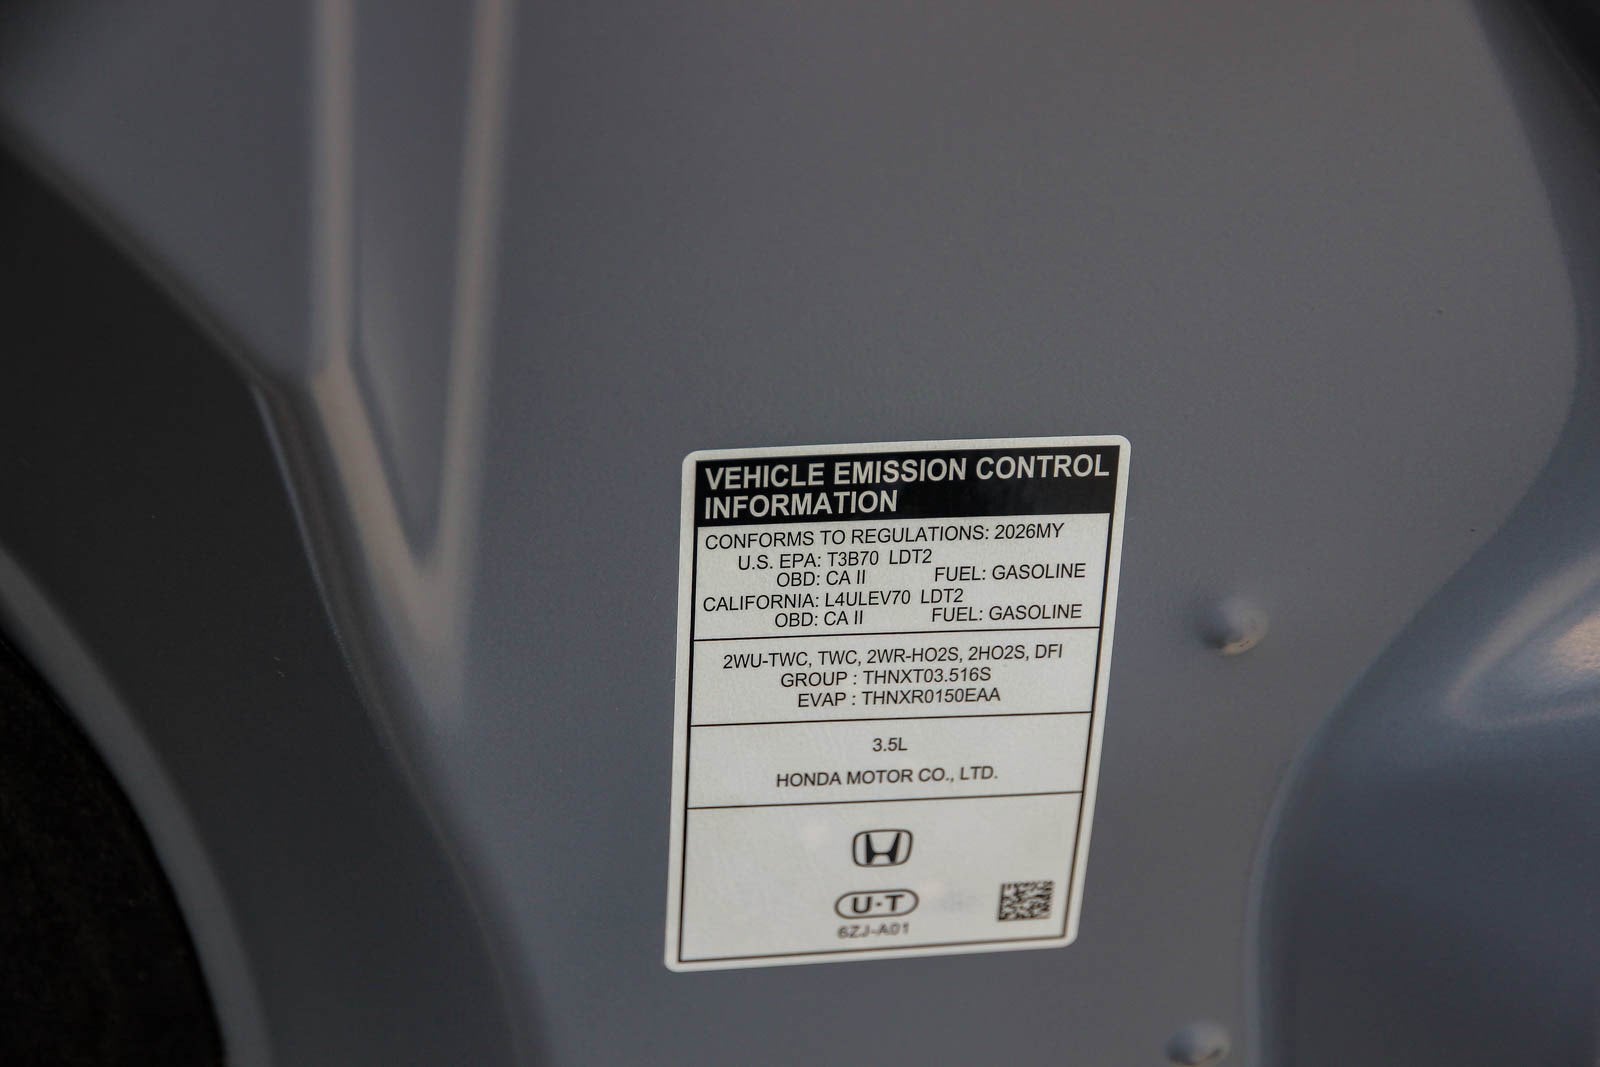 VEHICLE EMISSION CONTROL
INFORMATION
CONFORMS TO REGULATIONS: 2026MY
U.S. EPA: T3B70 LDT2
OBD: CA II FUEL: GASOLINE
CALIFORNIA: L4ULEV70 LDT2
OBD: CA II FUEL: GASOLINE
2WU-TWC, TWC, 2WR-HO2S, 2HO2S, DFI
GROUP : THNXT03.516S
EVAP : THNXR0150EAA
3.5L
HONDA MOTOR CO., LTD.
U·T
6ZJ-A01